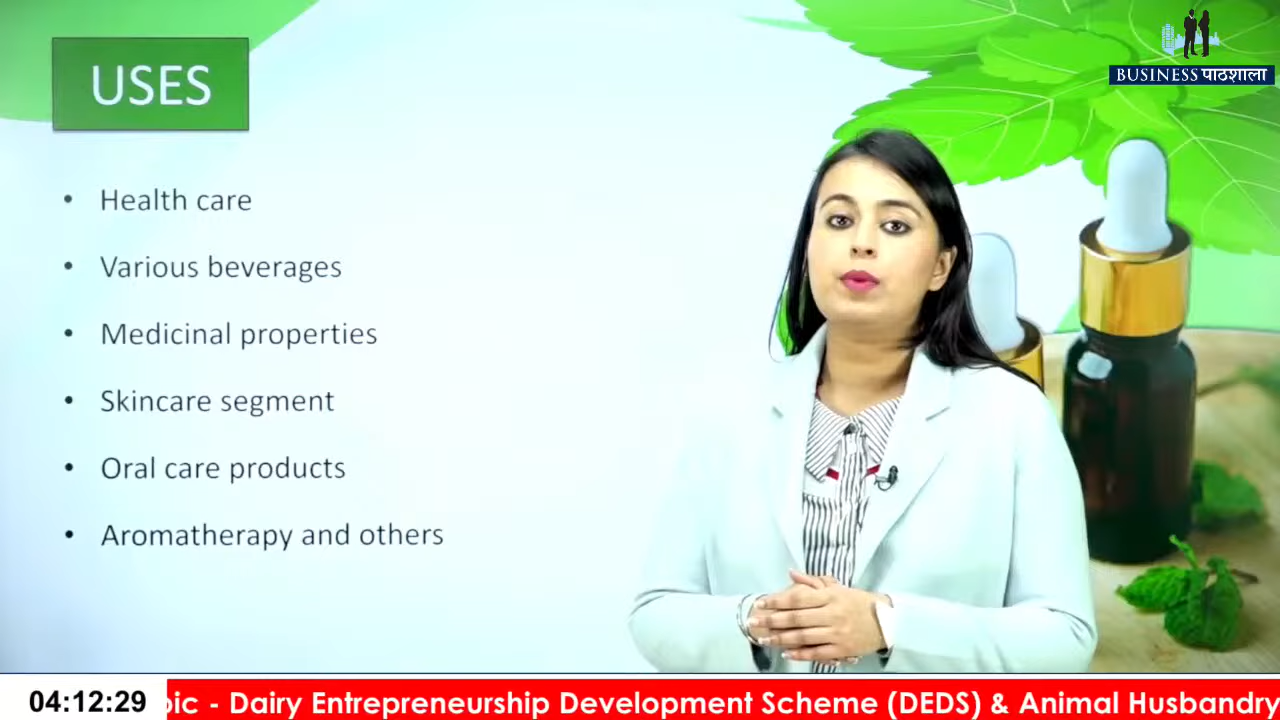 USES
BUSINESS पाठशाला
• Health care
• Various beverages
• Medicinal properties
• Skincare segment
• Oral care products
• Aromatherapy and others
04:12:29
- Dairy Entrepreneurship Development Scheme (DEDS) & Animal Husbandry